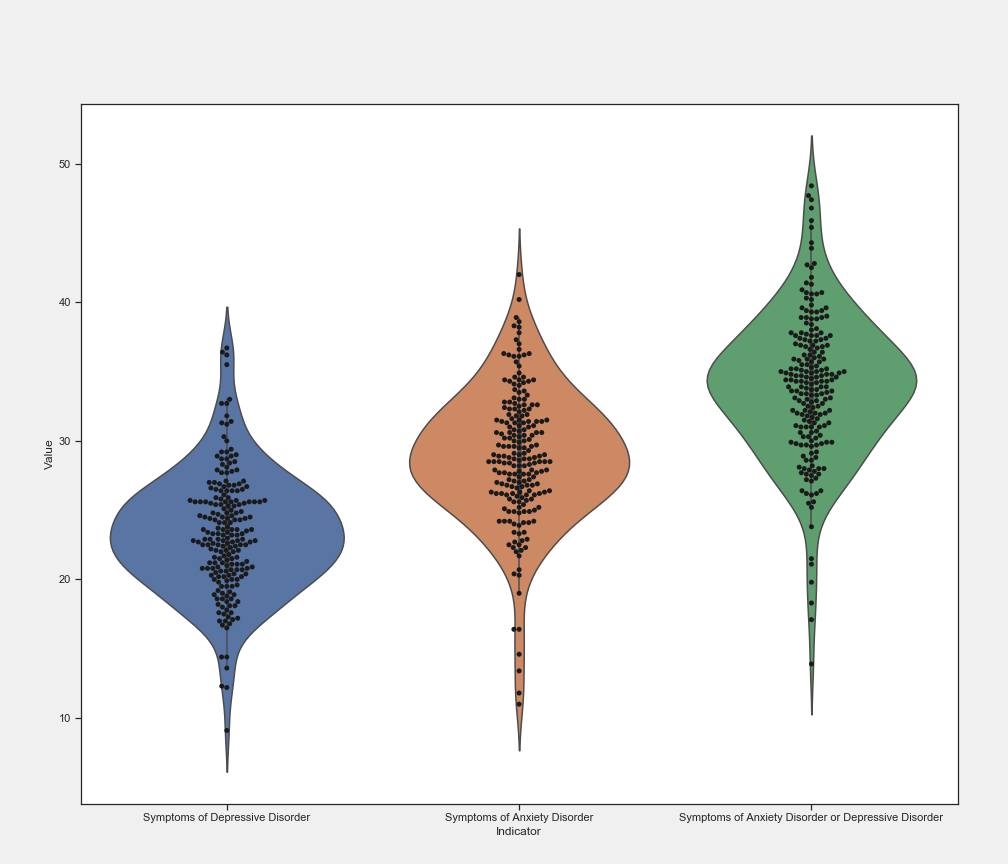 50
40
30
20
10
Value
Symptoms of Depressive Disorder
Symptoms of Anxiety Disorder
Symptoms of Anxiety Disorder or Depressive Disorder
Indicator